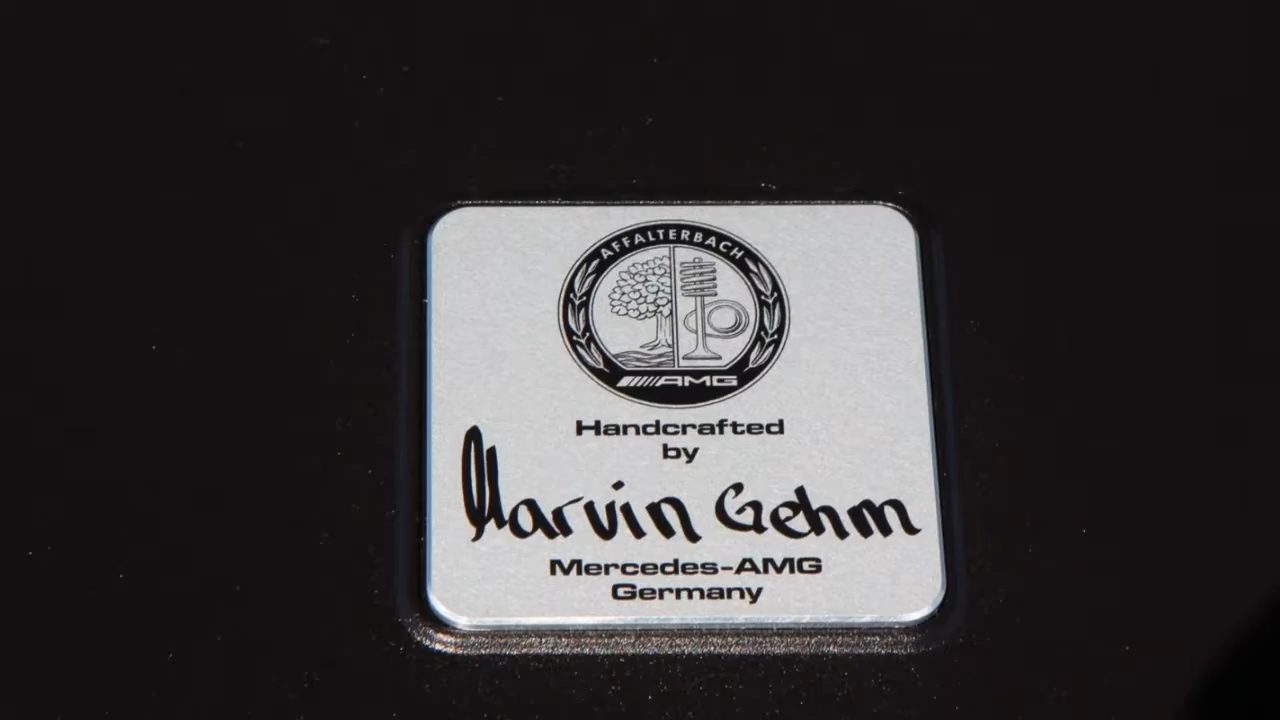 AFFALTERBACH
AMG
Handcrafted
by
Marvin Gehm
Mercedes-AMG
Germany